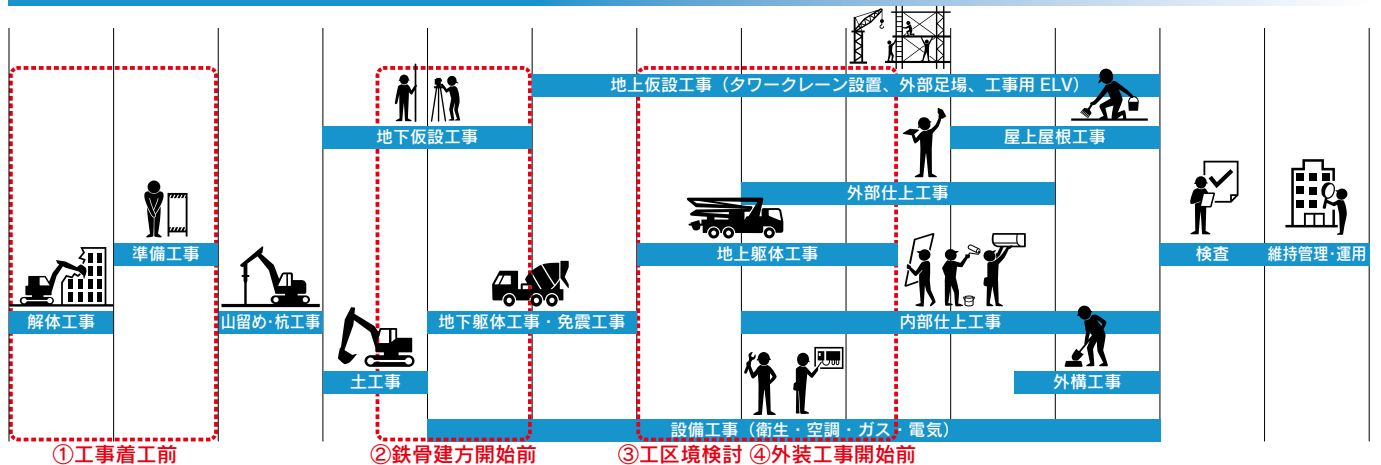 地上仮設工事（タワークレーン設置、外部足場、工事用 ELV）
地下仮設工事
屋上屋根工事
外部仕上工事
準備工事
地上躯体工事
検査
維持管理・運用
解体工事
山留め・杭工事
地下躯体工事・免震工事
内部仕上工事
土工事
外構工事
設備工事（衛生・空調・ガス・電気）
①工事着工前
②鉄骨建方開始前
③工区境検討
④外装工事開始前